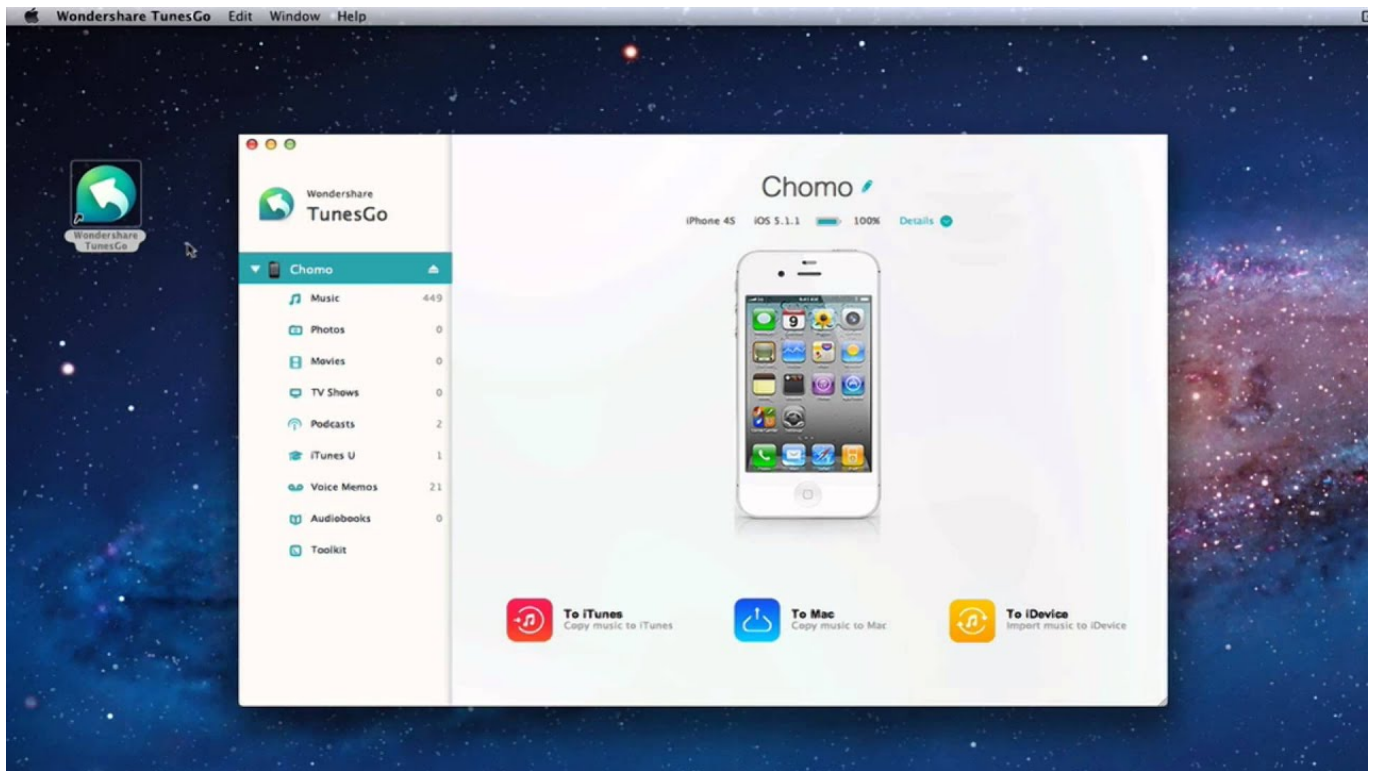 Wondershare TunesGo Edit Window Help
Wondershare
TunesGo
Wondershare
TunesGo
Chomo
Music 449
Photos 0
Movies 0
TV Shows 0
Podcasts 2
iTunes U 1
Voice Memos 21
Audiobooks 0
Toolkit
Chomo
iPhone 4S iOS 5.1.1 100% Details
9
To iTunes
Copy music to iTunes
To Mac
Copy music to Mac
To iDevice
Import music to iDevice